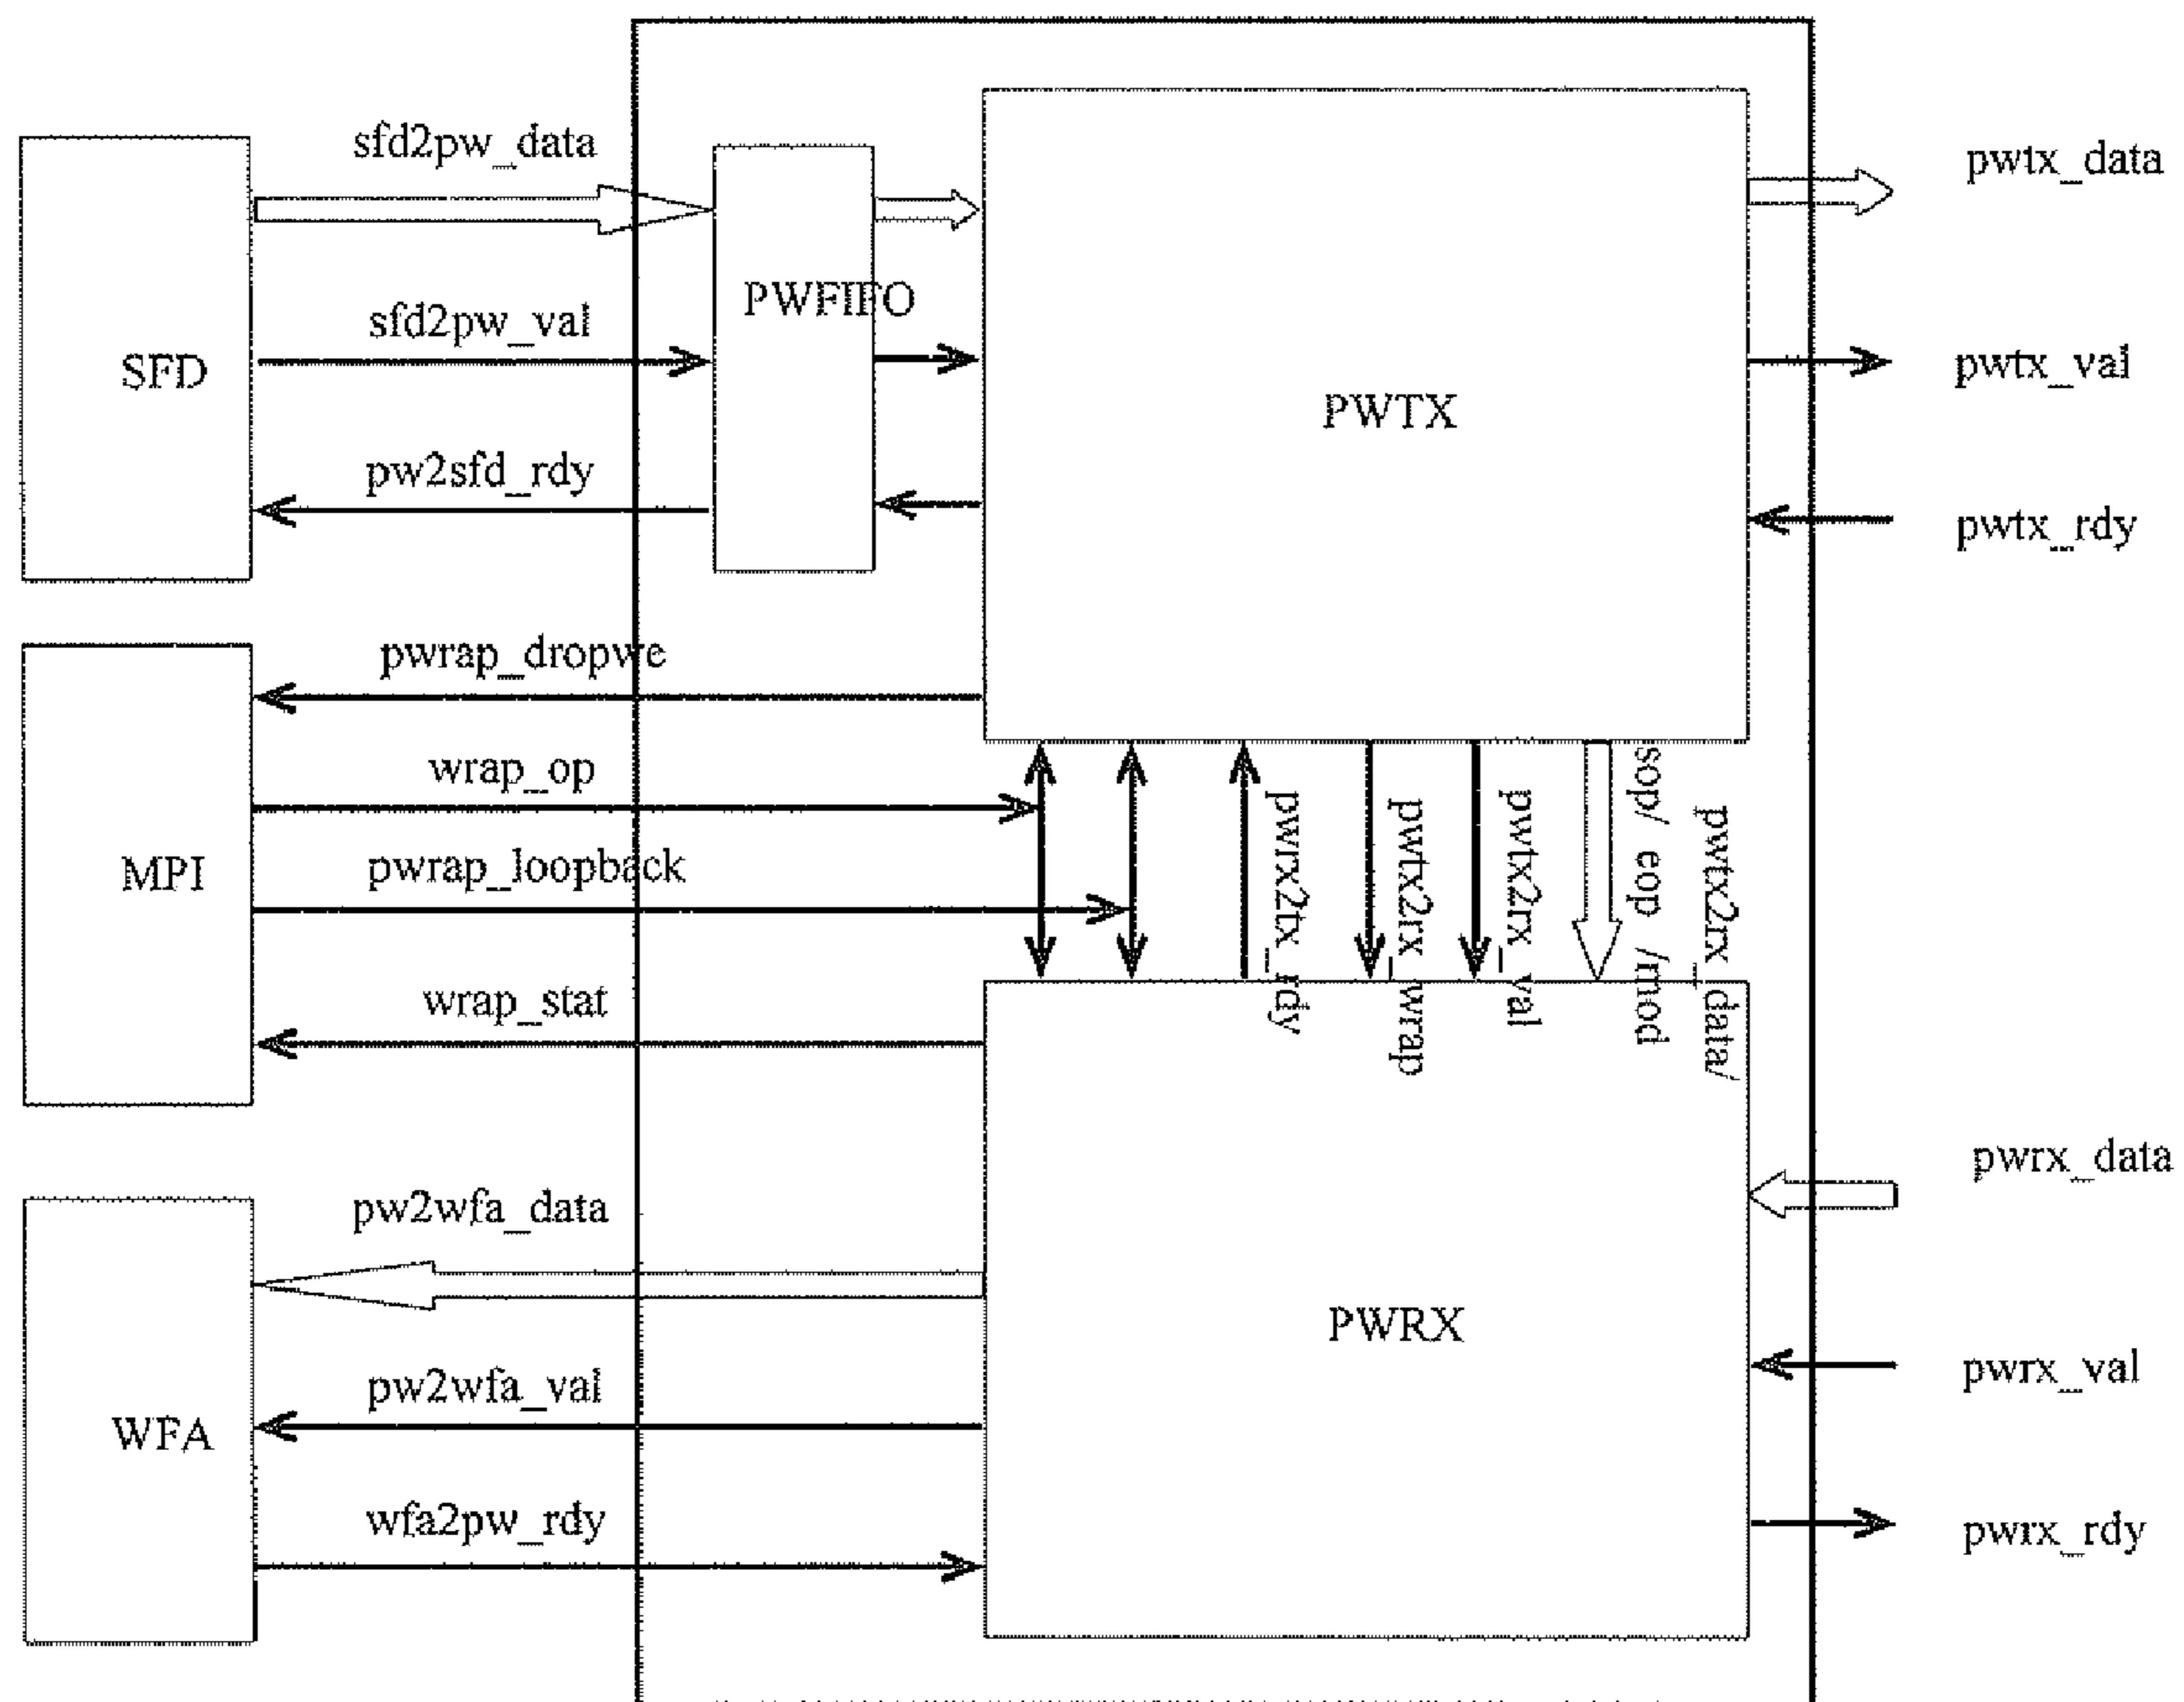 sfd2pw_data
pwtx_data
PWFIFO
sfd2pw_val
SFD
PWTX
pwtx_val
pw2sfd_rdy
pwtx_rdy
pwrap_dropwe
wrap_op
MPI
pwrap_loopback
wrap_stat
pwrx2tx_rdy
pwtx2rx_wrap
pwtx2rx_val
sop/ eop /mod
pwtx2rx_data/
pwrx_data
pw2wfa_data
PWRX
pwrx_val
pw2wfa_val
WFA
wfa2pw_rdy
pwrx_rdy